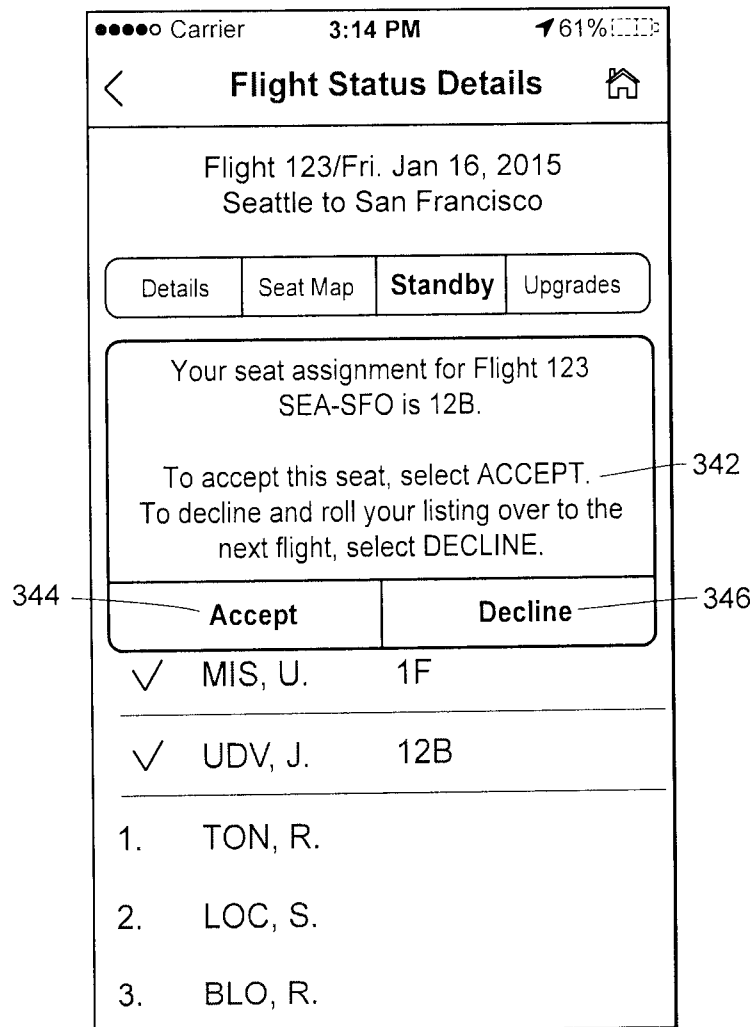 ●●●●○ Carrier 3:14 PM 61%
Flight Status Details
Flight 123/Fri. Jan 16, 2015
Seattle to San Francisco
Details Seat Map Standby Upgrades
Your seat assignment for Flight 123
SEA-SFO is 12B.
To accept this seat, select ACCEPT.
342
To decline and roll your listing over to the
next flight, select DECLINE.
344
Accept Decline
346
✓ MIS, U. 1F
✓ UDV, J. 12B
1. TON, R.
2. LOC, S.
3. BLO, R.